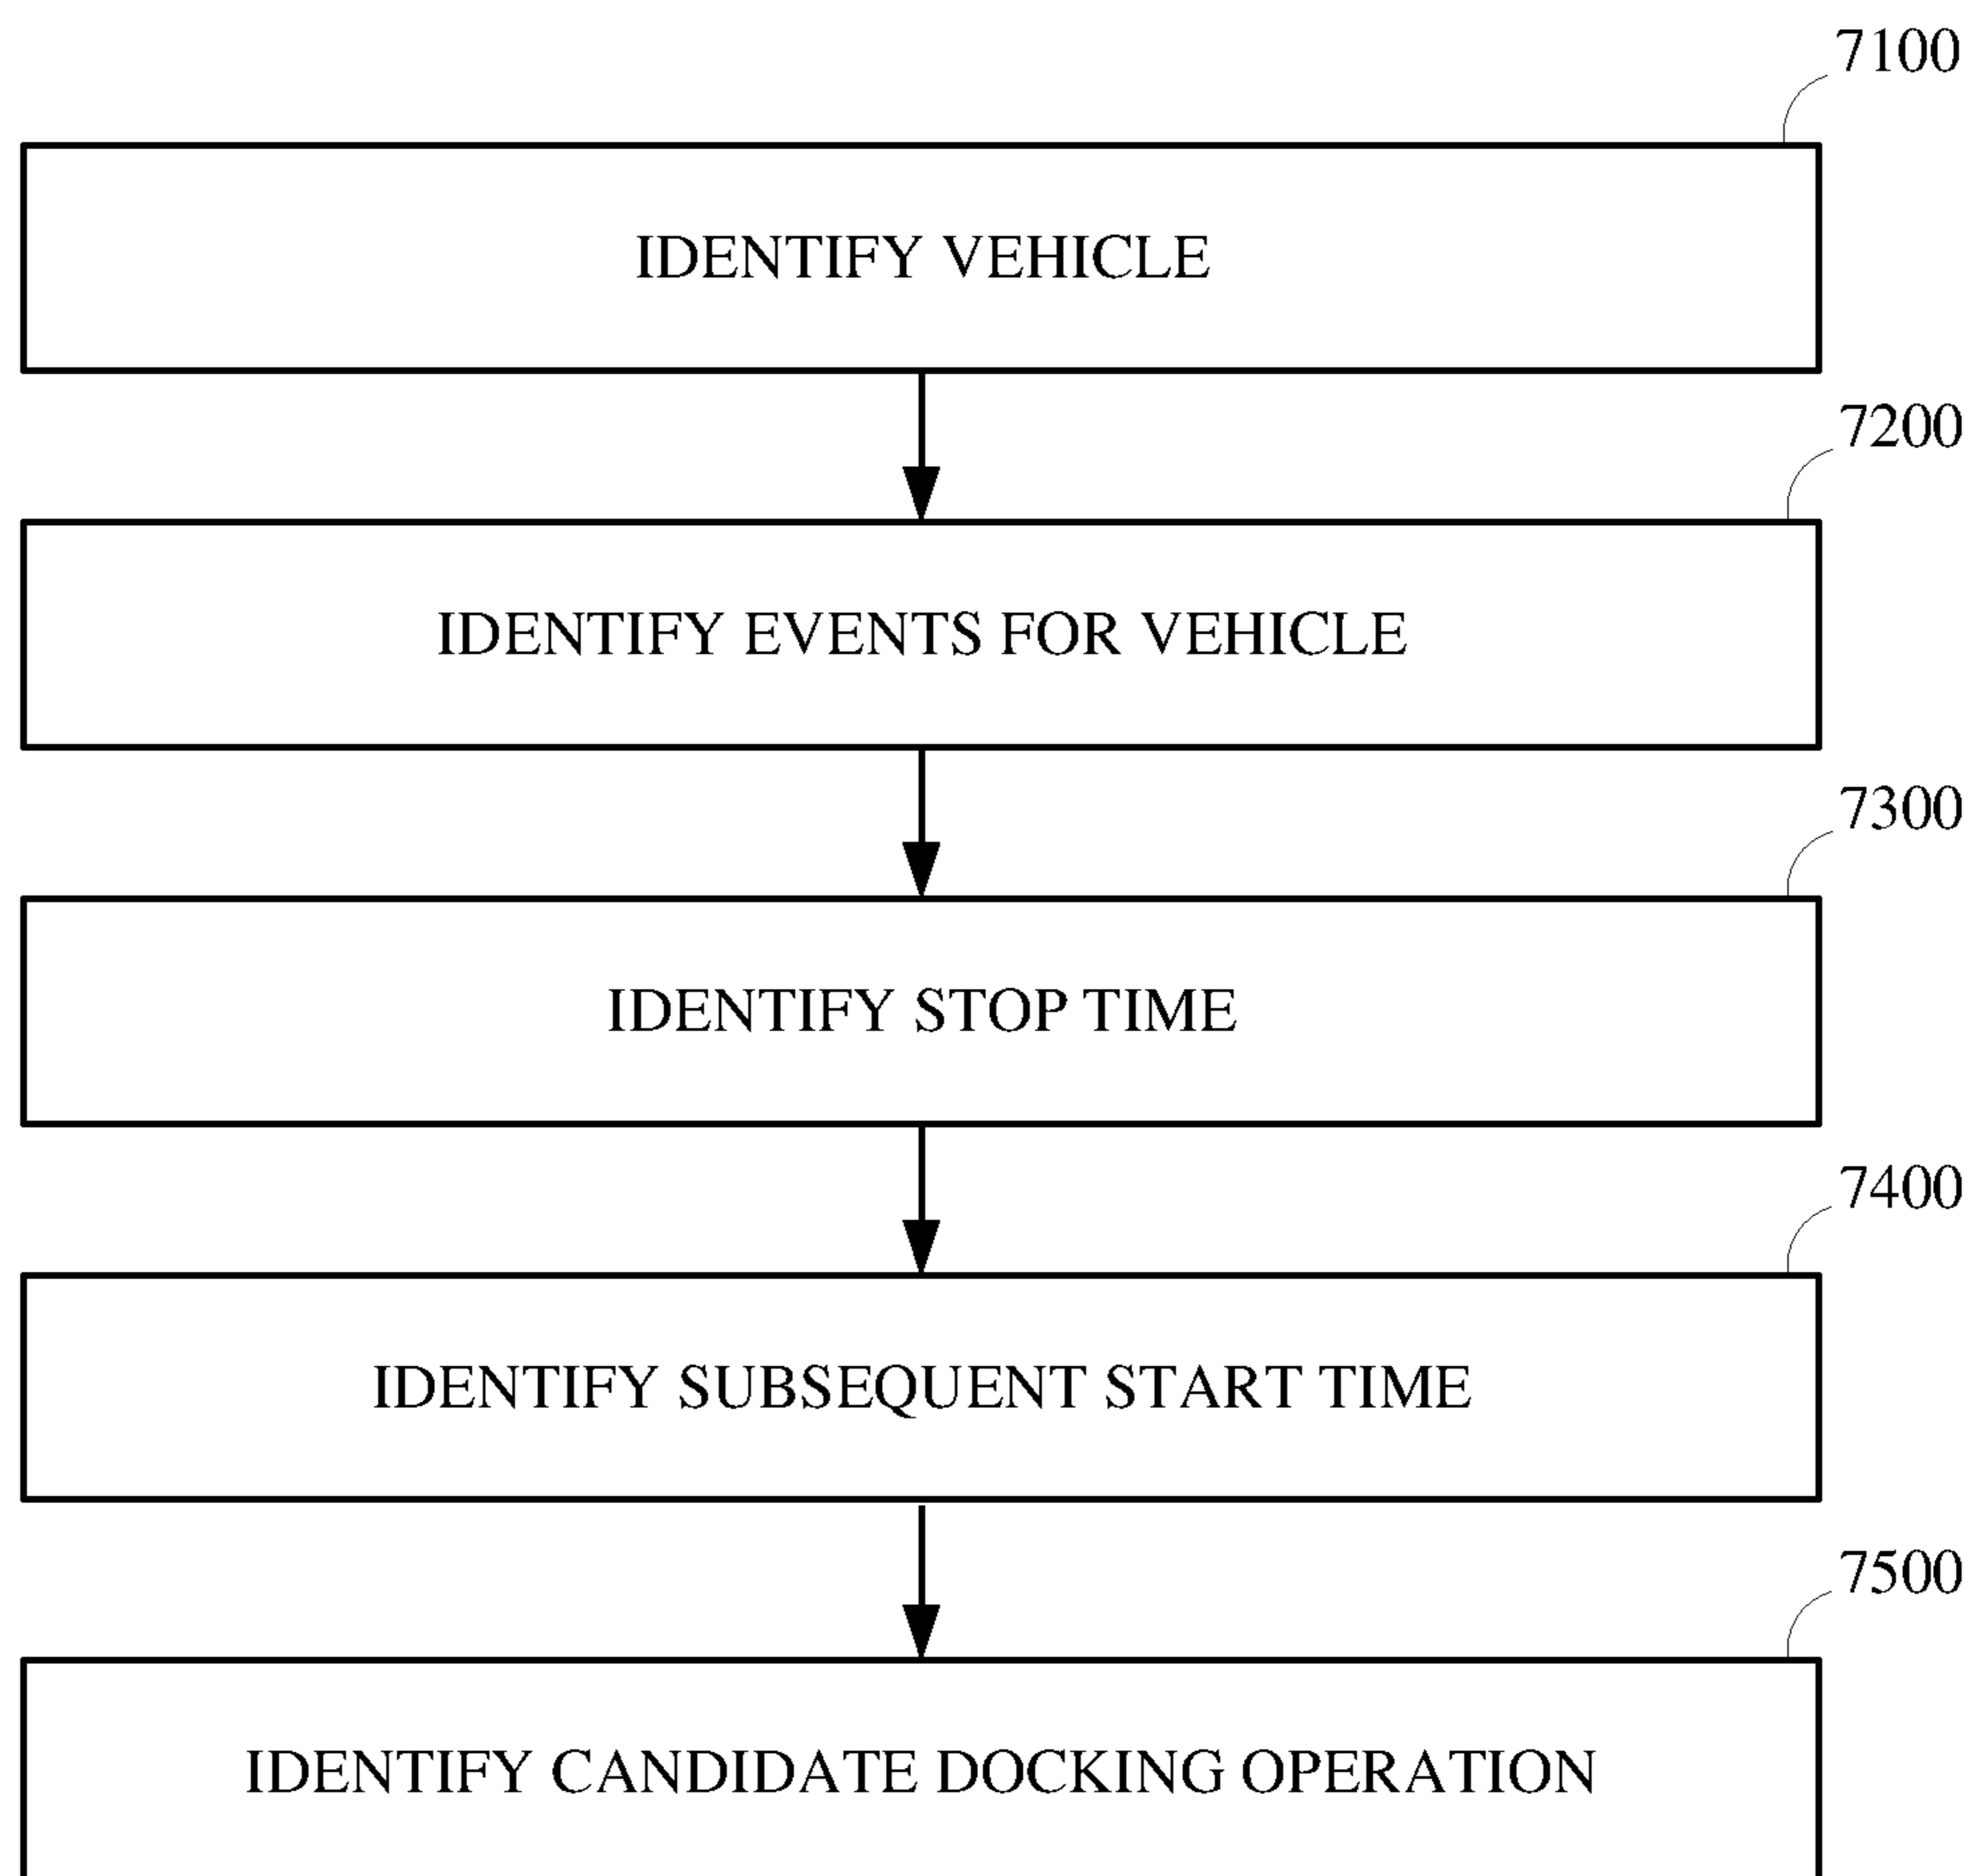 7100
IDENTIFY VEHICLE
7200
IDENTIFY EVENTS FOR VEHICLE
7300
IDENTIFY STOP TIME
7400
IDENTIFY SUBSEQUENT START TIME
7500
IDENTIFY CANDIDATE DOCKING OPERATION